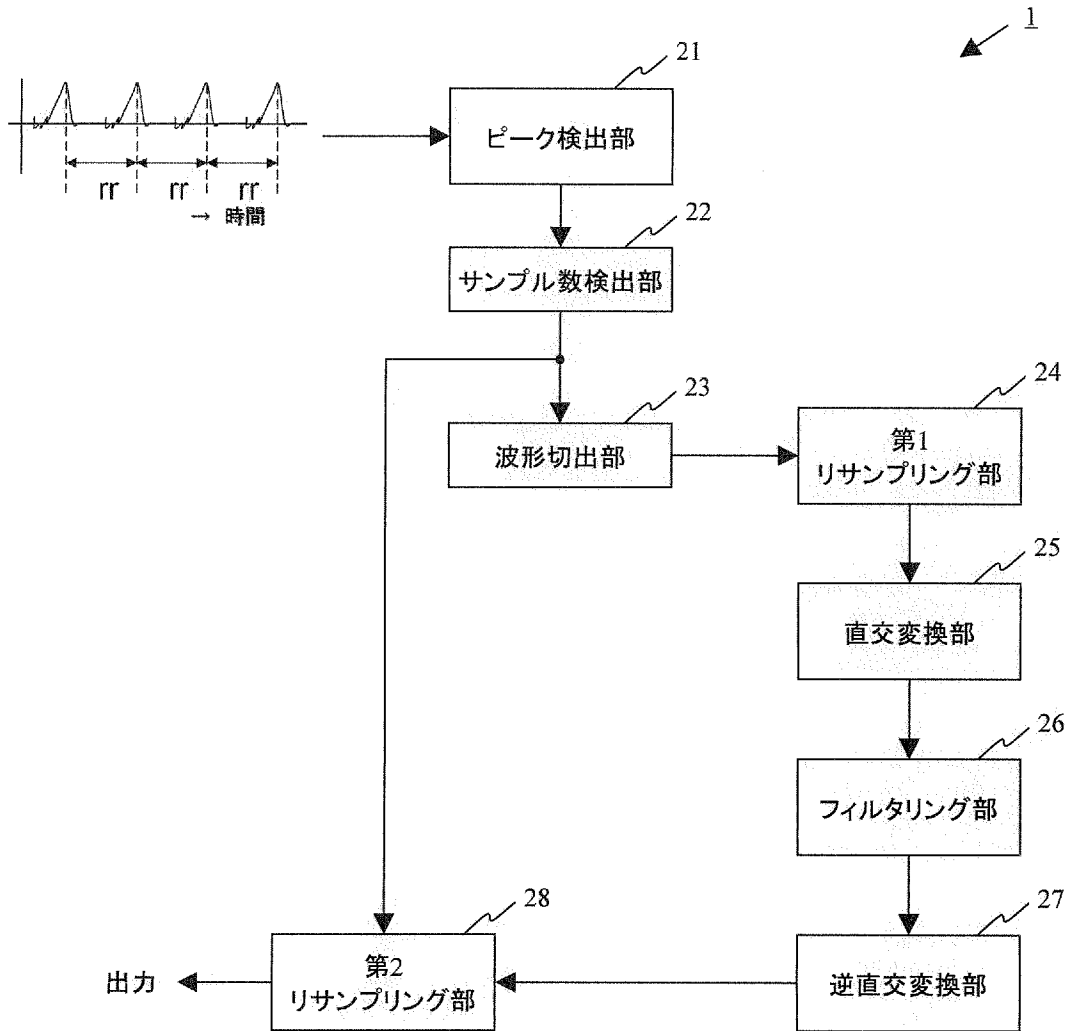 1
21
ピーク検出部
rr rr rr
→ 時間
22
サンプル数検出部
23
波形切出部
24
第1
リサンプリング部
25
直交変換部
26
フィルタリング部
27
逆直交変換部
28
第2
リサンプリング部
出力